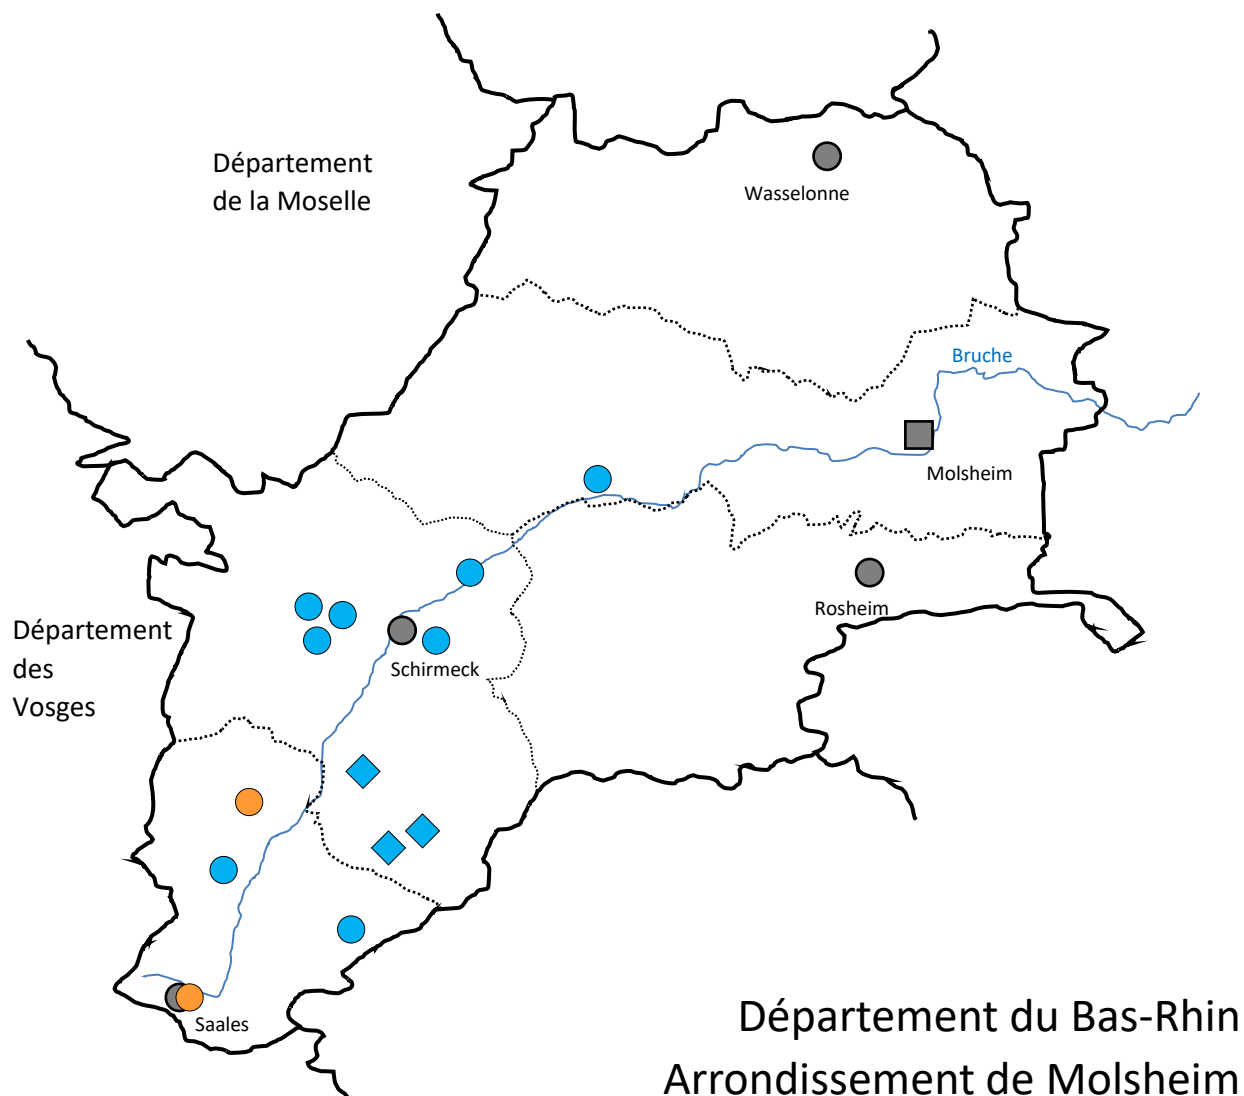 Département
de la Moselle
Wasselonne
Bruche
Molsheim
Rosheim
Département
des
Vosges
Schirmeck
Saales
Département du Bas-Rhin
Arrondissement de Molsheim